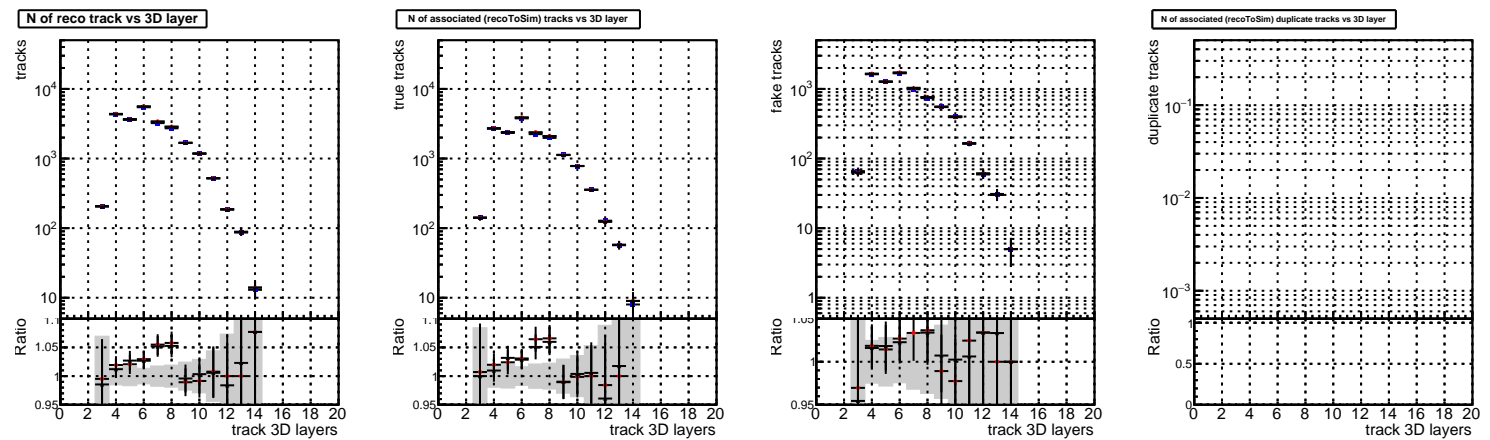 N of reco track vs 3D layer
tracks
10^4
10^3
10^2
10
Ratio
1.1
1.05
1
0.95
0 2 4 6 8 10 12 14 16 18 20
track 3D layers
N of associated (recoToSim) tracks vs 3D layer
true tracks
10^4
10^3
10^2
10
Ratio
1.1
1.05
1
0.95
0 2 4 6 8 10 12 14 16 18 20
track 3D layers
fake tracks
10^3
10^2
10
1
Ratio
1.05
1
0.95
0 2 4 6 8 10 12 14 16 18 20
track 3D layers
N of associated (recoToSim) duplicate tracks vs 3D layer
duplicate tracks
10^−1
10^−2
10^−3
Ratio
1
0.5
0
0 2 4 6 8 10 12 14 16 18 20
track 3D layers